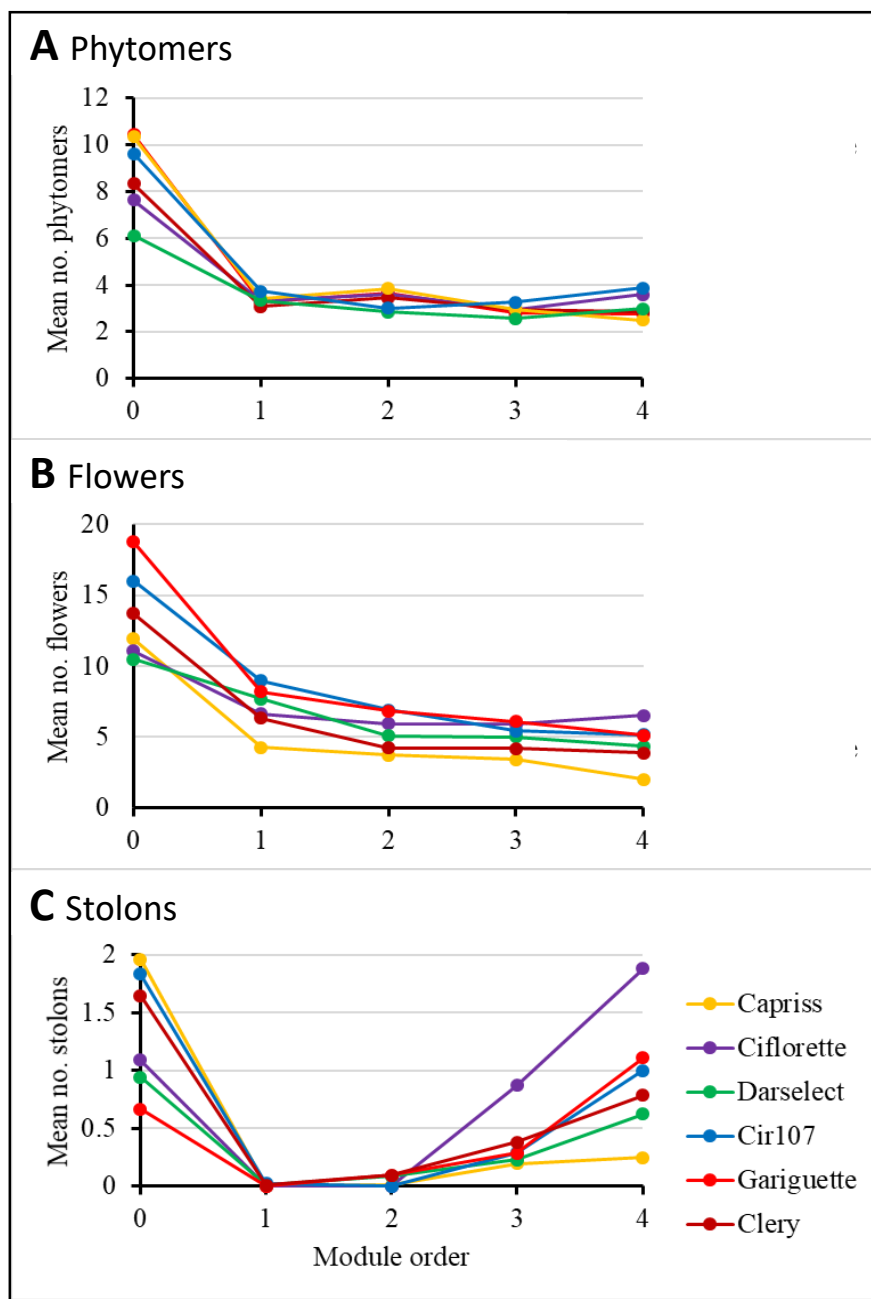 A Phytomers
Mean no. phytomers
12
10
8
6
4
2
0
0 1 2 3 4
B Flowers
Mean no. flowers
20
15
10
5
0
0 1 2 3 4
C Stolons
Mean no. stolons
2
1.5
1
0.5
0
0 1 2 3 4
Module order
Capriss
Ciflorette
Darselect
Cir107
Gariguette
Clery